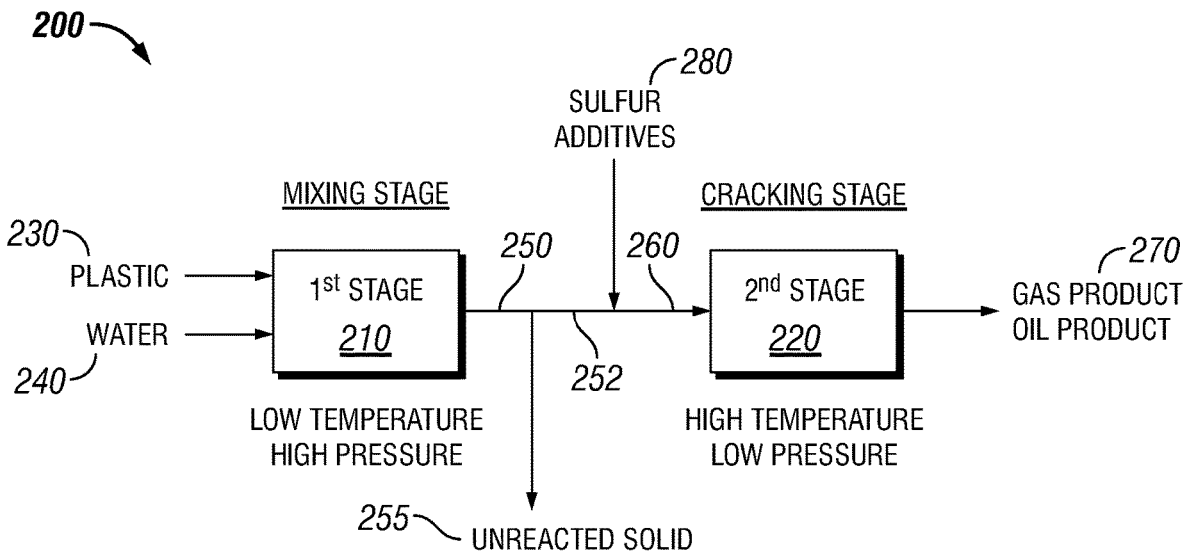 200
280
SULFUR
ADDITIVES
MIXING STAGE
CRACKING STAGE
230
PLASTIC
250
260
270
1st STAGE
210
2nd STAGE
220
GAS PRODUCT
OIL PRODUCT
WATER
240
252
LOW TEMPERATURE
HIGH PRESSURE
HIGH TEMPERATURE
LOW PRESSURE
255
UNREACTED SOLID